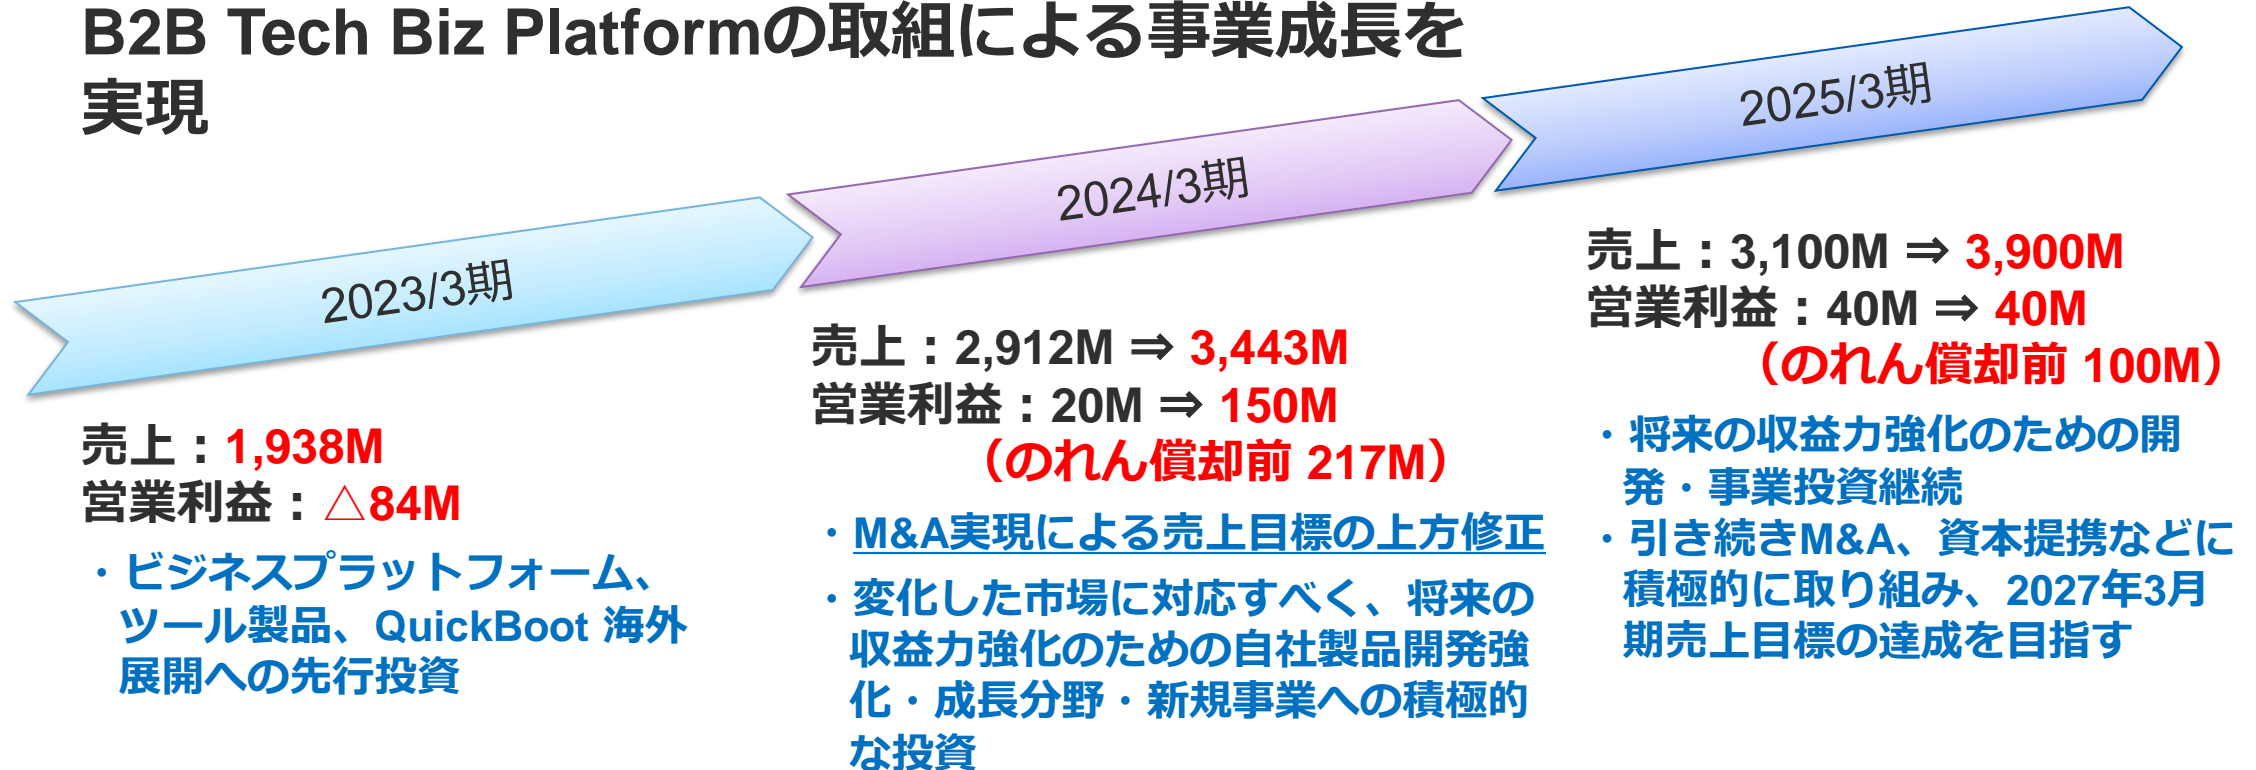 B2B Tech Biz Platformの取組による事業成長を
実現
2023/3期
売上：1,938M
営業利益：△84M
・ビジネスプラットフォーム、
ツール製品、QuickBoot 海外
展開への先行投資
2024/3期
売上：2,912M ⇒ 3,443M
営業利益：20M ⇒ 150M
（のれん償却前 217M）
・M&A実現による売上目標の上方修正
・変化した市場に対応すべく、将来の
収益力強化のための自社製品開発強
化・成長分野・新規事業への積極的
な投資
2025/3期
売上：3,100M ⇒ 3,900M
営業利益：40M ⇒ 40M
（のれん償却前 100M）
・将来の収益力強化のための開
発・事業投資継続
・引き続きM&A、資本提携などに
積極的に取り組み、2027年3月
期売上目標の達成を目指す